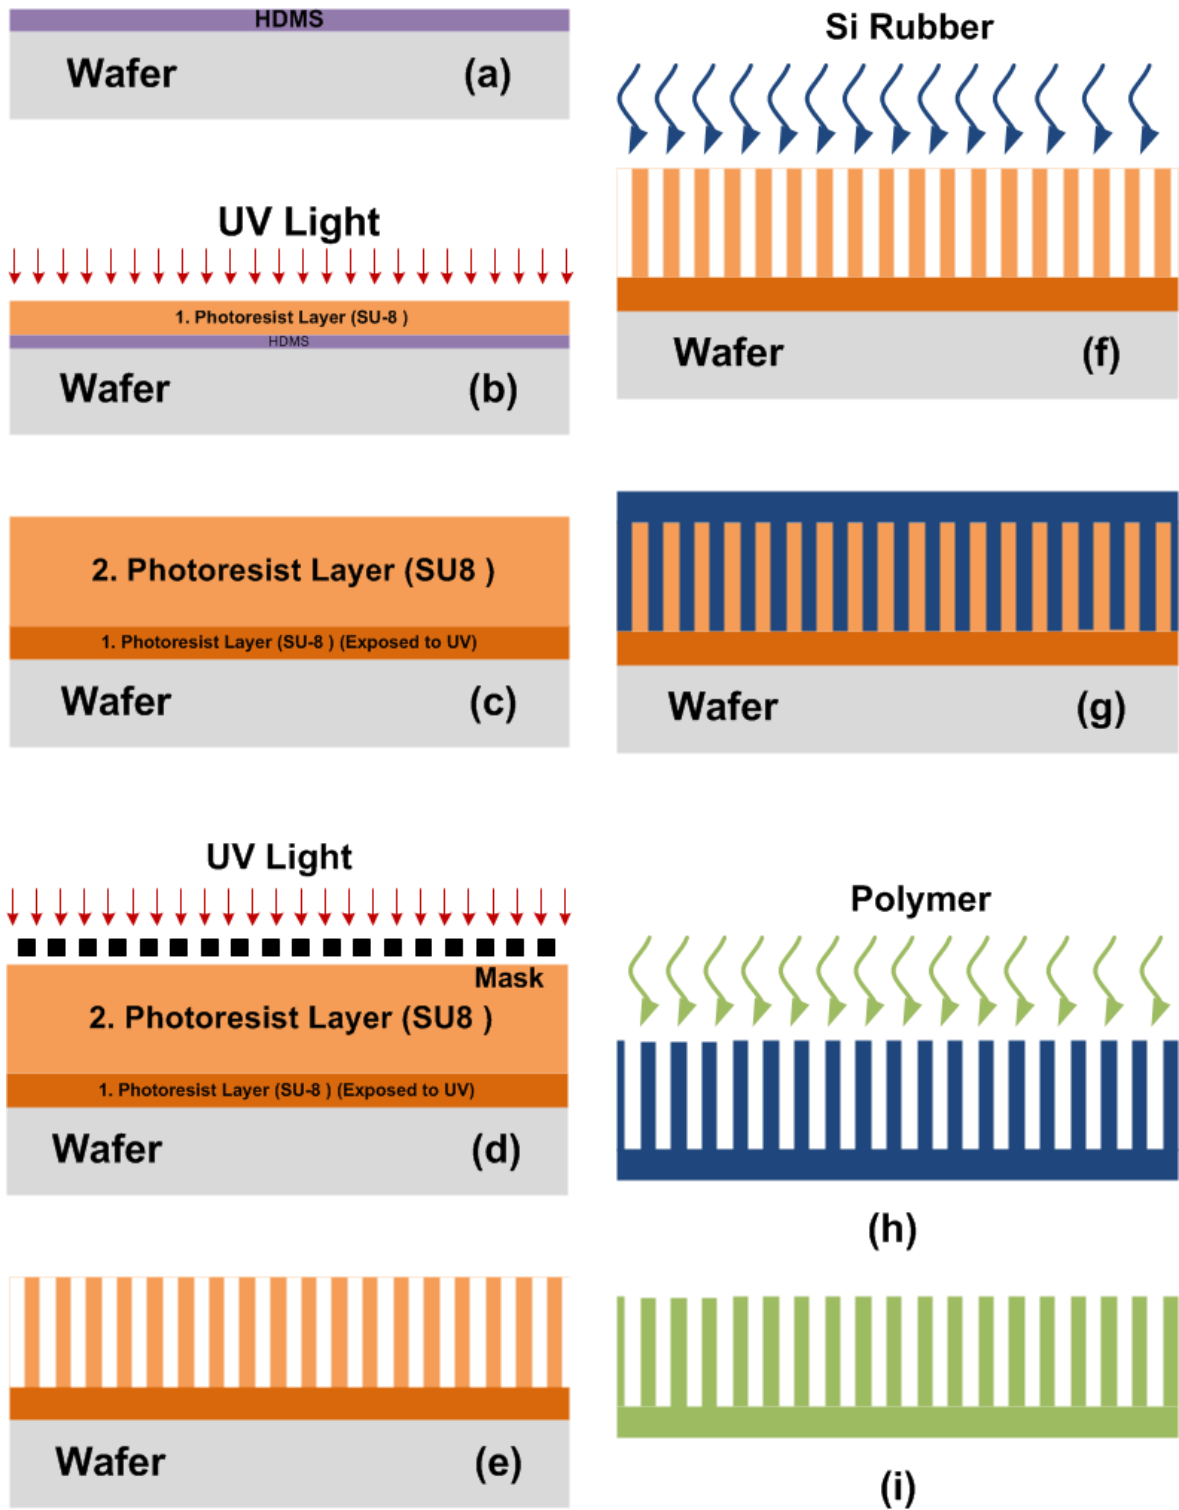 HDMS
Wafer (a)
UV Light
1. Photoresist Layer (SU-8 )
HDMS
Wafer (b)
2. Photoresist Layer (SU8 )
1. Photoresist Layer (SU-8 ) (Exposed to UV)
Wafer (c)
UV Light
Mask
2. Photoresist Layer (SU8 )
1. Photoresist Layer (SU-8 ) (Exposed to UV)
Wafer (d)
Wafer (e)
Si Rubber
Wafer (f)
Wafer (g)
Polymer
(h)
(i)